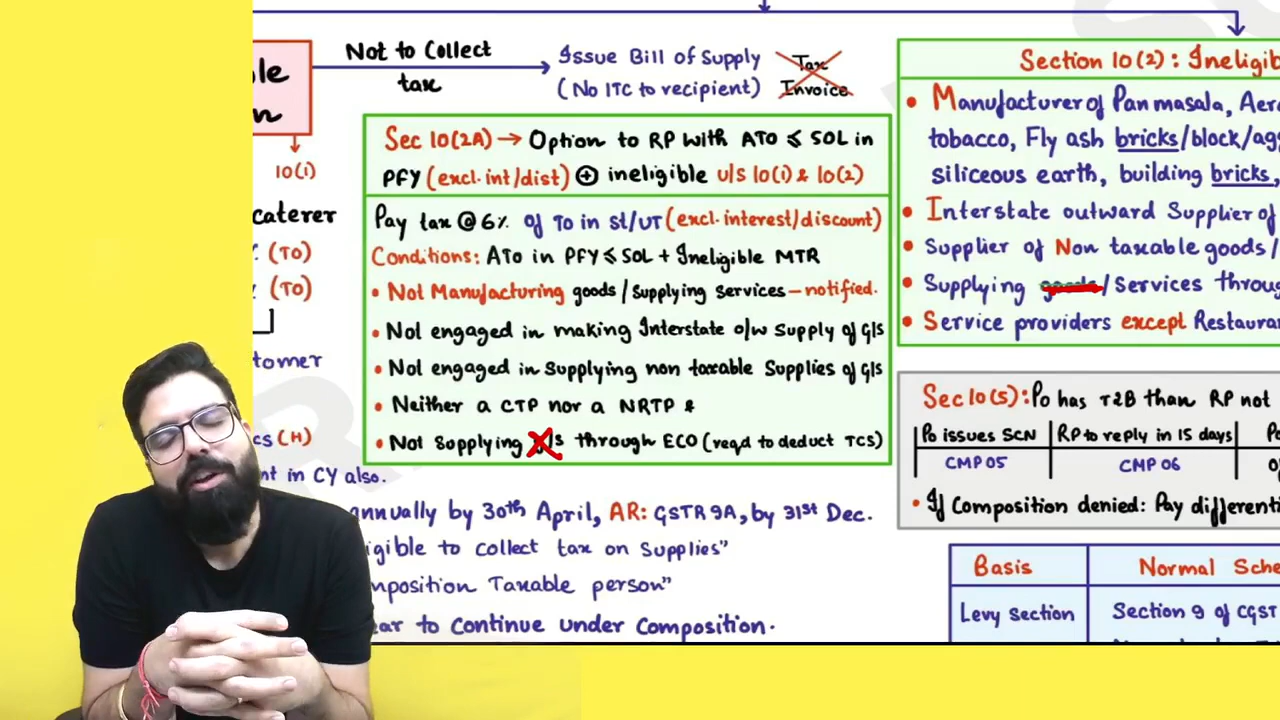 Not to Collect
tax
Issue Bill of Supply
(No ITC to recipient)
Tax
Invoice
10(1)
caterer
(TO)
(TO)
tomer
cs (H)
nt in CY also.
Sec 10(2A) → Option to RP with ATO ≤ 50L in
PFY (excl. int/dist) ⊕ ineligible u/s 10(1) & 10(2)
Pay tax @ 6% of To in St/UT (excl. interest/discount)
Conditions: ATO in PFY ≤ 50L + Ineligible MTR
• Not Manufacturing goods/supplying services – notified.
• Not engaged in making Interstate o/w Supply of G/S
• Not engaged in supplying non taxable Supplies of G/S
• Neither a CTP nor a NRTP &
• Not Supplying /s through ECO (reqd to deduct TCS)
annually by 30th April, AR: GSTR 9A, by 31st Dec.
igible to collect tax on Supplies"
mposition Taxable person"
ear to Continue under Composition.
Section 10(2): Ineligib
• Manufacturer of Pan masala, Aer
tobacco, Fly ash bricks/block/agg
siliceous earth, building bricks,
• Interstate outward Supplier of
• Supplier of Non taxable goods/
• Supplying goods/Services throug
• Service providers except Restaura
Sec 10(5): Po has r2B than RP not
Po issues SCN RP to reply in 15 days Po
CMP 05 CMP 06
• If Composition denied: Pay different
Basis Normal Sche
Levy section Section 9 of CGST